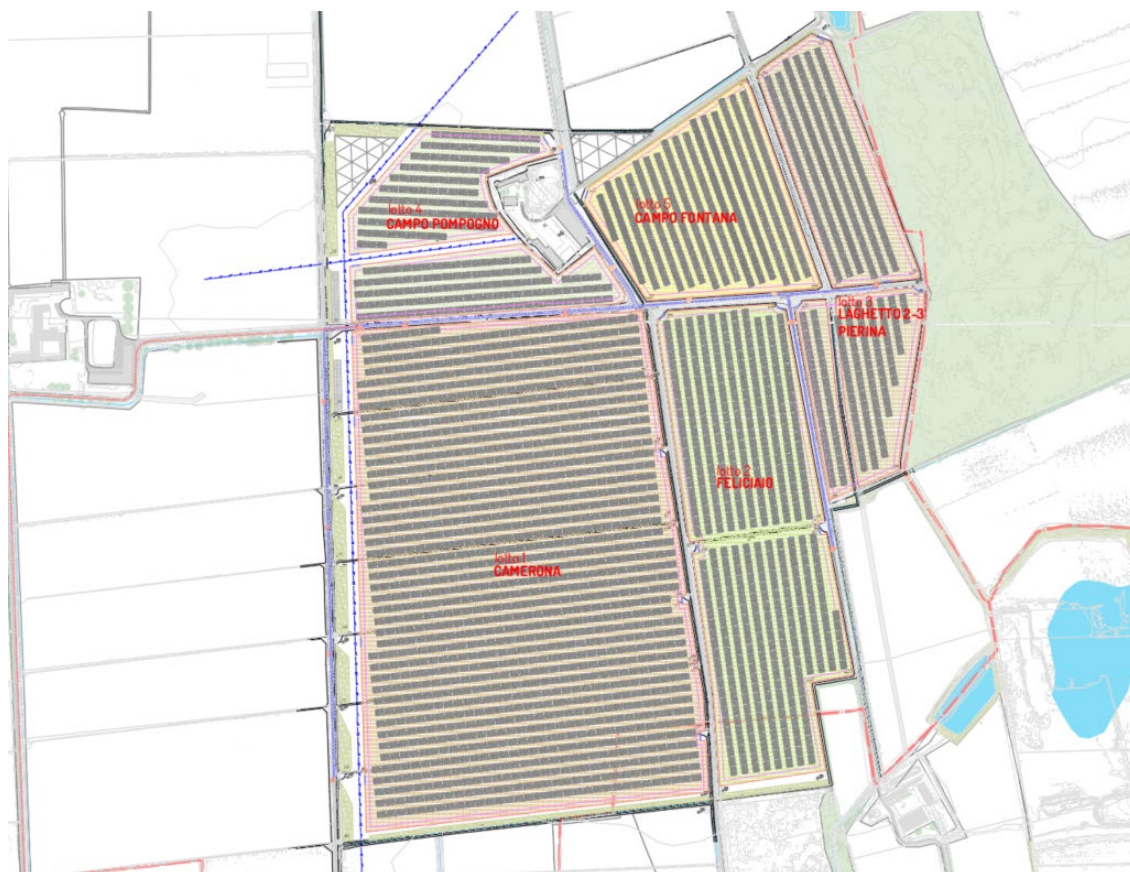 lotto 4
CAMPO POMPOGNO
lotto 5
CAMPO FONTANA
lotto 3
LAGHETTO 2-3
PIERINA
lotto 2
FELICIAIO
lotto 1
CAMERONA